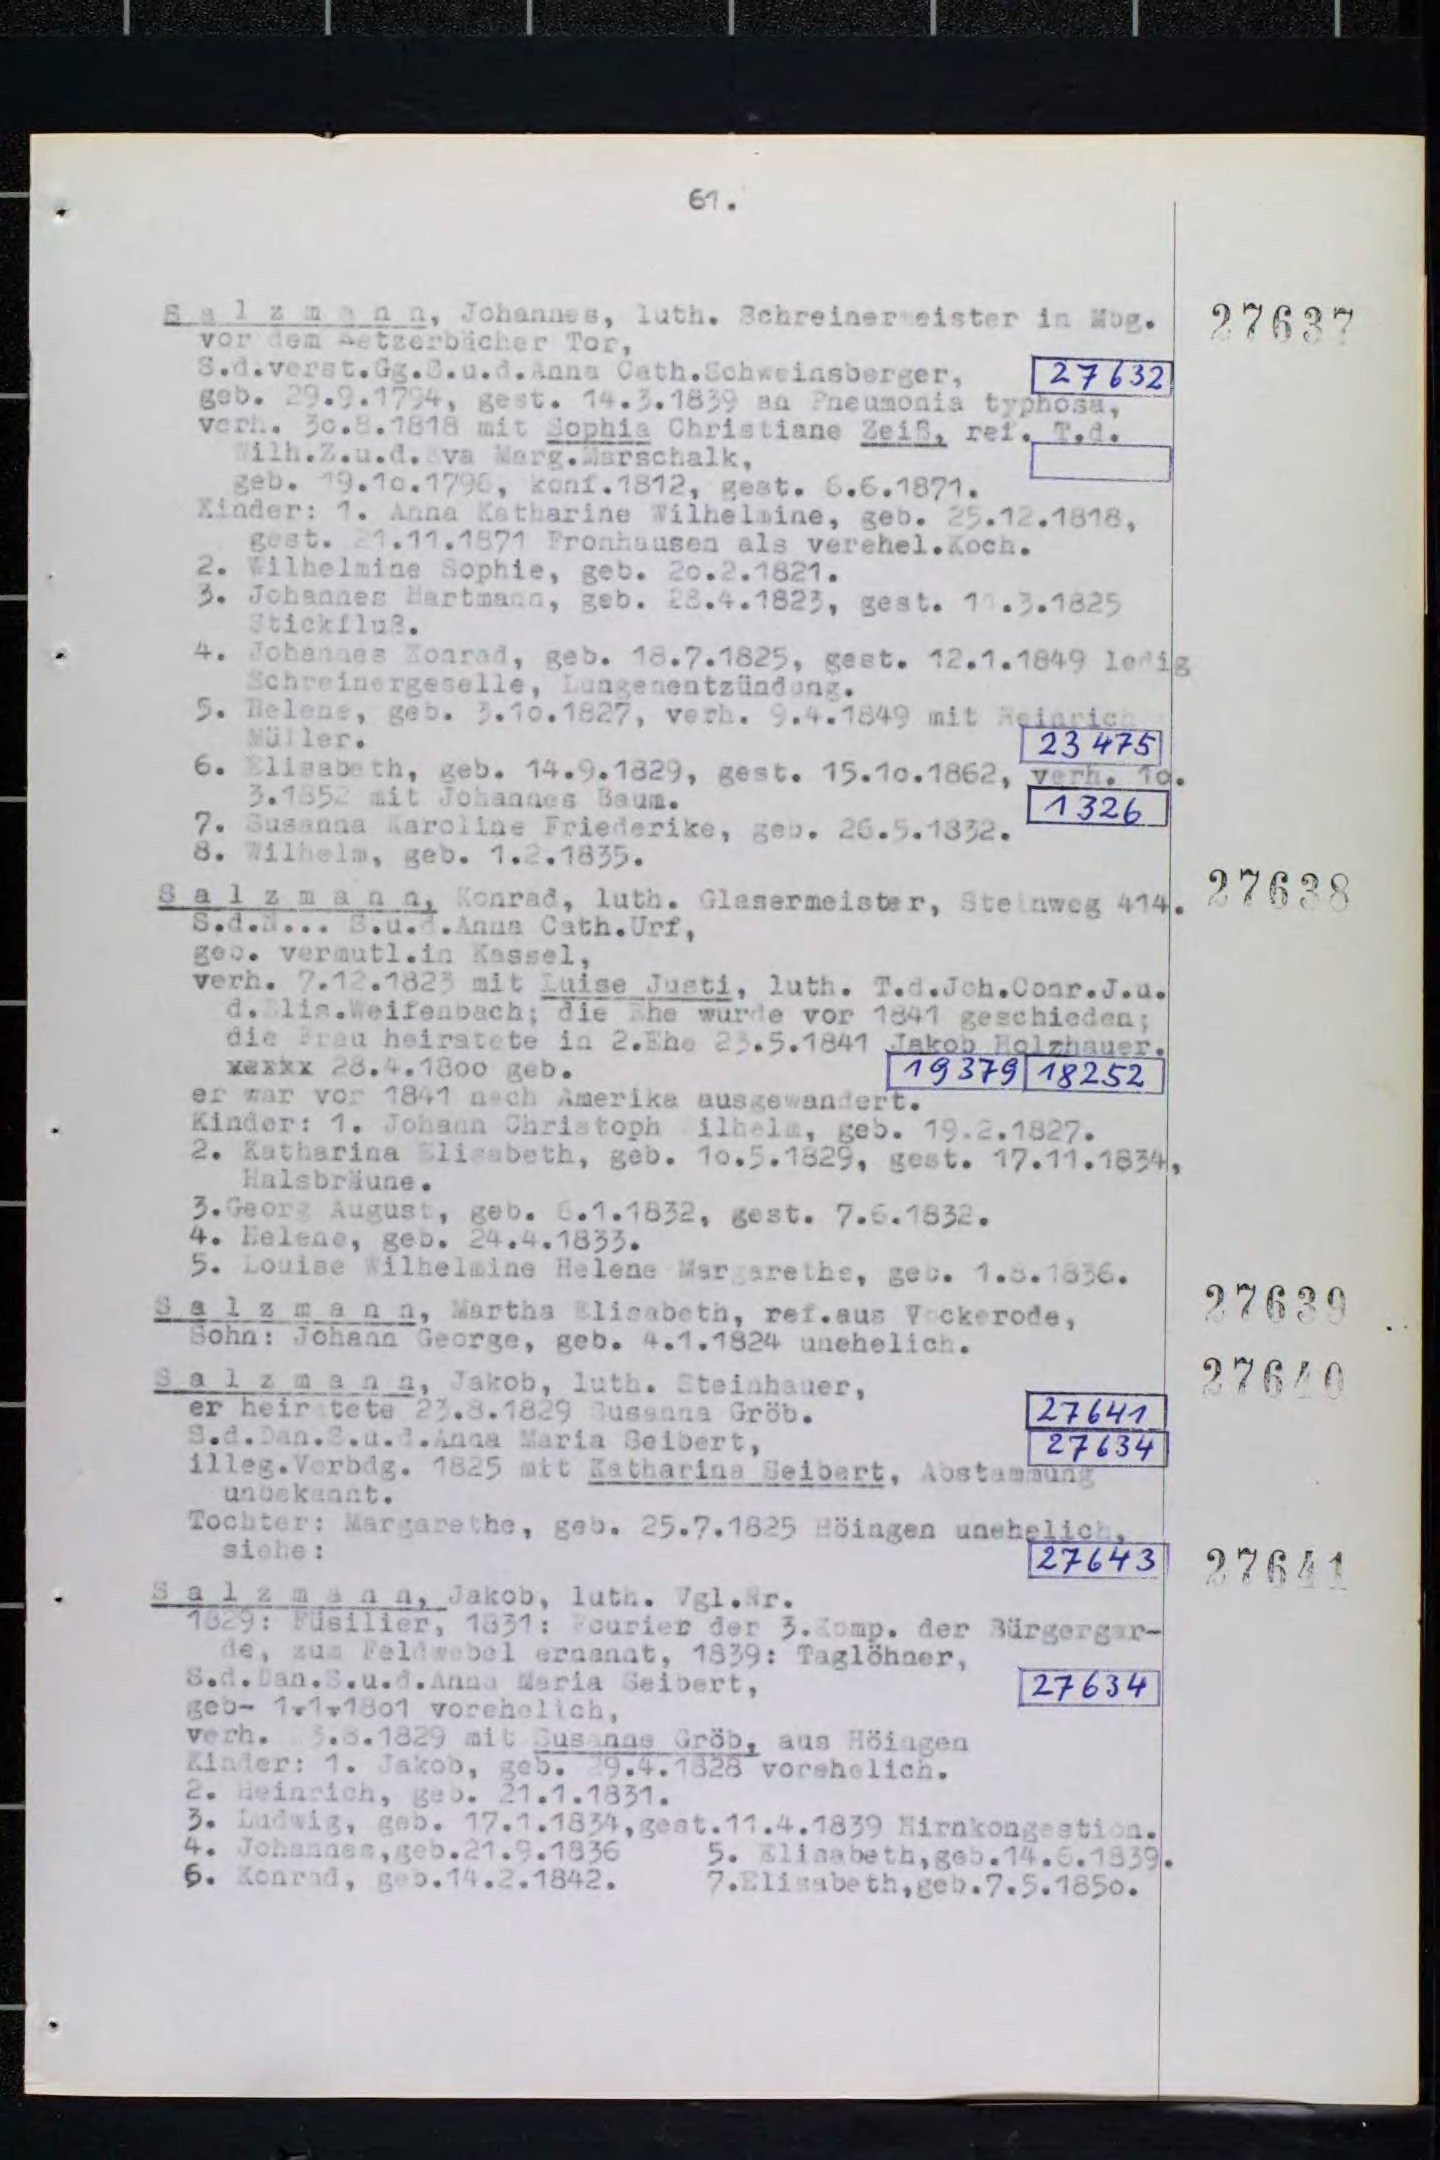 61.
Salzmann, Johannes, luth. Schreinermeister in Mbg. 27637
vor dem Ketzerbächer Tor,
S.d.verst.Gg.S.u.d.Anna Cath.Schweinsberger, 27632
geb. 29.9.1794, gest. 14.3.1839 an Pneumonia typhosa,
verh. 30.8.1818 mit Sophia Christiane Zeiß, ref. T.d.
Wilh.Z.u.d.Eva Marg.Marschalk,
geb. 19.10.1796, konf.1812, gest. 6.6.1871.
Kinder: 1. Anna Katharine Wilhelmine, geb. 25.12.1818,
gest. 21.11.1871 Fronhausen als verehel.Koch.
2. Wilhelmine Sophie, geb. 20.2.1821.
3. Johannes Hartmann, geb. 28.4.1823, gest. 11.3.1825
Stickfluß.
4. Johannes Konrad, geb. 18.7.1825, gest. 12.1.1849 ledig
Schreinergeselle, Lungenentzündung.
5. Helene, geb. 3.10.1827, verh. 9.4.1849 mit Heinrich
Müller. 23475
6. Elisabeth, geb. 14.9.1829, gest. 15.10.1862, verh. 10.
3.1852 mit Johannes Baum. 1326
7. Susanna Karoline Friederike, geb. 26.5.1832.
8. Wilhelm, geb. 1.2.1835.
Salzmann, Konrad, luth. Glasermeister, Steinweg 414. 27638
S.d.N... S.u.d.Anna Cath.Urf,
geb. vermutl.in Kassel,
verh. 7.12.1823 mit Luise Justi, luth. T.d.Joh.Conr.J.u.
d.Elis.Weifenbach; die Ehe wurde vor 1841 geschieden;
die Frau heiratete in 2.Ehe 23.5.1841 Jakob Holzhauer.
xexxx 28.4.1800 geb. 19379 18252
er war vor 1841 nach Amerika ausgewandert.
Kinder: 1. Johann Christoph Wilhelm, geb. 19.2.1827.
2. Katharina Elisabeth, geb. 10.5.1829, gest. 17.11.1834,
Halsbräune.
3.Georg August, geb. 6.1.1832, gest. 7.6.1832.
4. Helene, geb. 24.4.1833.
5. Louise Wilhelmine Helene Margarethe, geb. 1.8.1836.
Salzmann, Martha Elisabeth, ref.aus Vockerode, 27639
Sohn: Johann George, geb. 4.1.1824 unehelich.
Salzmann, Jakob, luth. Steinhauer, 27640
er heiratete 23.8.1829 Susanna Gröb. 27641
S.d.Dan.S.u.d.Anna Maria Seibert, 27634
illeg.Verbdg. 1825 mit Katharina Seibert, Abstammung
unbekannt.
Tochter: Margarethe, geb. 25.7.1825 Höingen unehelich,
siehe: 27643
Salzmann, Jakob, luth. Vgl.Nr. 27641
1829: Füsilier, 1831: Fourier der 3.Komp. der Bürgergar-
de, zum Feldwebel ernannt, 1839: Taglöhner,
S.d.Dan.S.u.d.Anna Maria Seibert, 27634
geb- 1.1.1801 vorehelich,
verh. 23.8.1829 mit Susanne Gröb, aus Höingen
Kinder: 1. Jakob, geb. 29.4.1828 vorehelich.
2. Heinrich, geb. 21.1.1831.
3. Ludwig, geb. 17.1.1834,gest.11.4.1839 Hirnkongestion.
4. Johannes,geb.21.9.1836 5. Elisabeth,geb.14.6.1839.
6. Konrad, geb.14.2.1842. 7.Elisabeth,geb.7.5.1850.